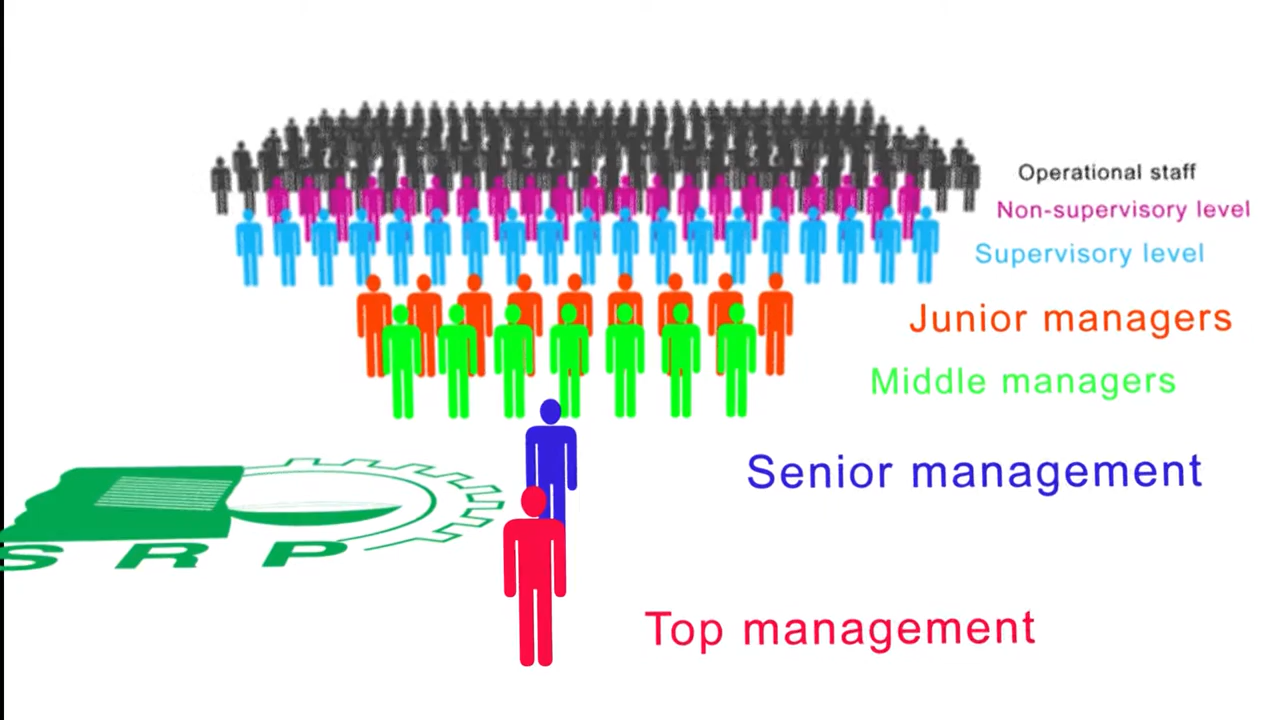 Operational staff
Non-supervisory level
Supervisory level
Junior managers
Middle managers
Senior management
SRP
Top management